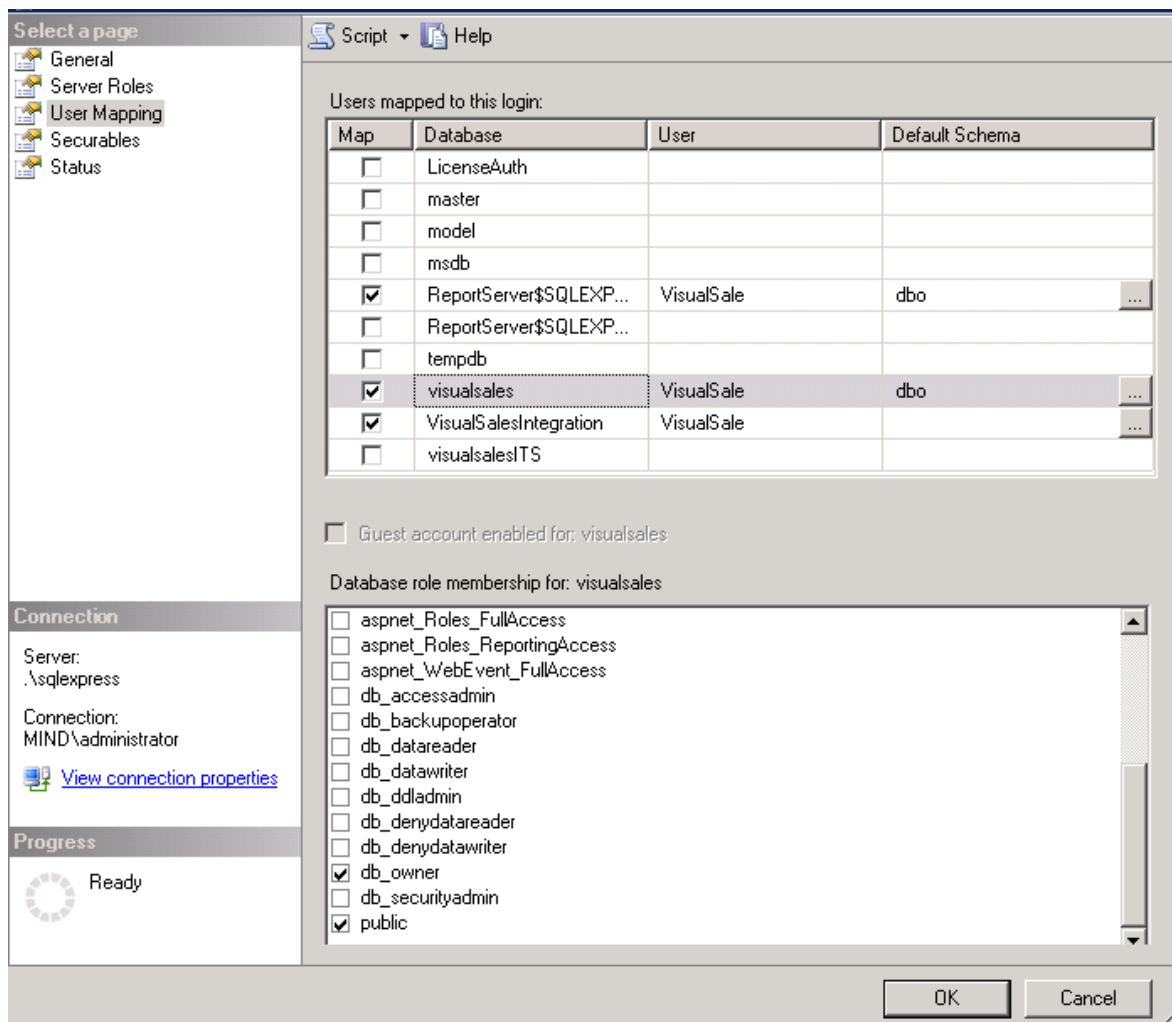 Select a page
General
Server Roles
User Mapping
Securables
Status
Connection
Server:
.\sqlexpress
Connection:
MIND\administrator
View connection properties
Progress
Ready
Script Help
Users mapped to this login:
Map Database User Default Schema
LicenseAuth
master
model
msdb
ReportServer$SQLEXP... VisualSale dbo ...
ReportServer$SQLEXP...
tempdb
visualsales VisualSale dbo ...
VisualSalesIntegration VisualSale ...
visualsalesITS
Guest account enabled for: visualsales
Database role membership for: visualsales
aspnet_Roles_FullAccess
aspnet_Roles_ReportingAccess
aspnet_WebEvent_FullAccess
db_accessadmin
db_backupoperator
db_datareader
db_datawriter
db_ddladmin
db_denydatareader
db_denydatawriter
db_owner
db_securityadmin
public
OK Cancel